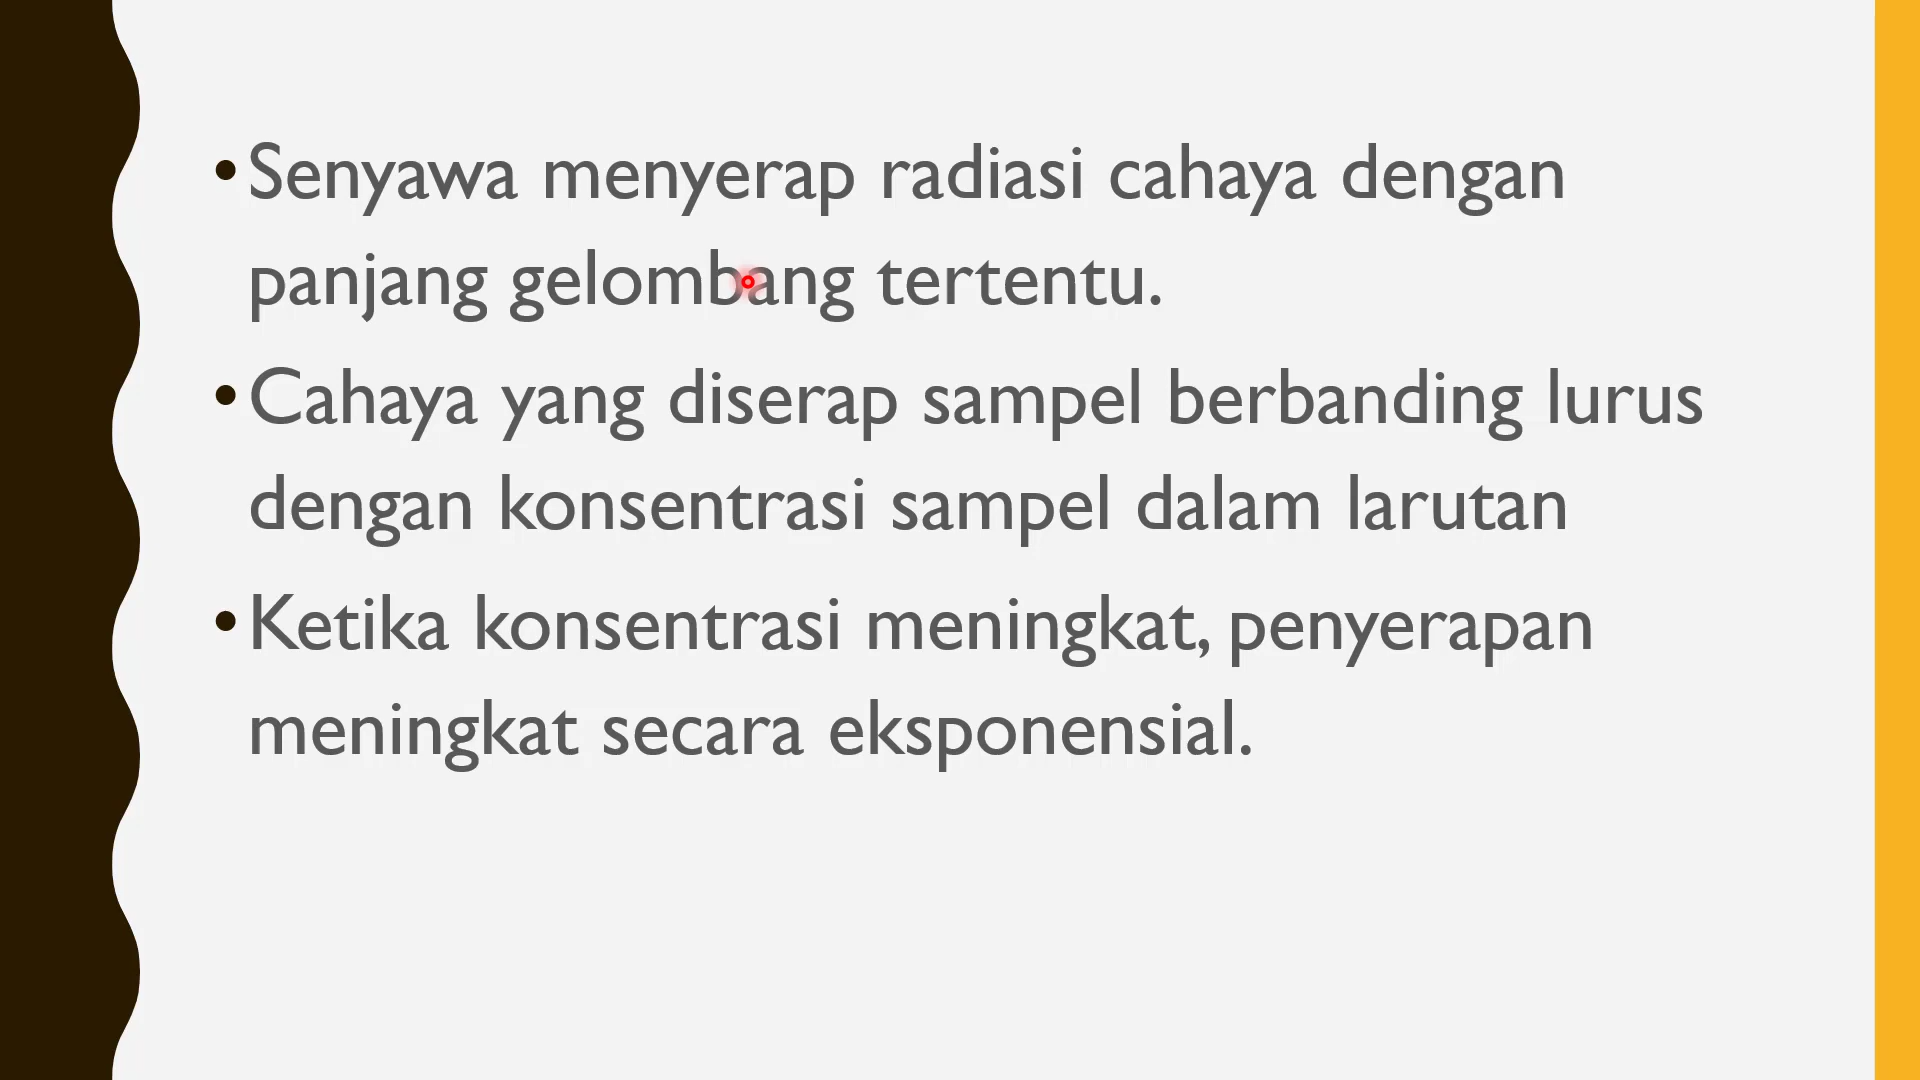 •Senyawa menyerap radiasi cahaya dengan
panjang gelombang tertentu.
•Cahaya yang diserap sampel berbanding lurus
dengan konsentrasi sampel dalam larutan
•Ketika konsentrasi meningkat, penyerapan
meningkat secara eksponensial.